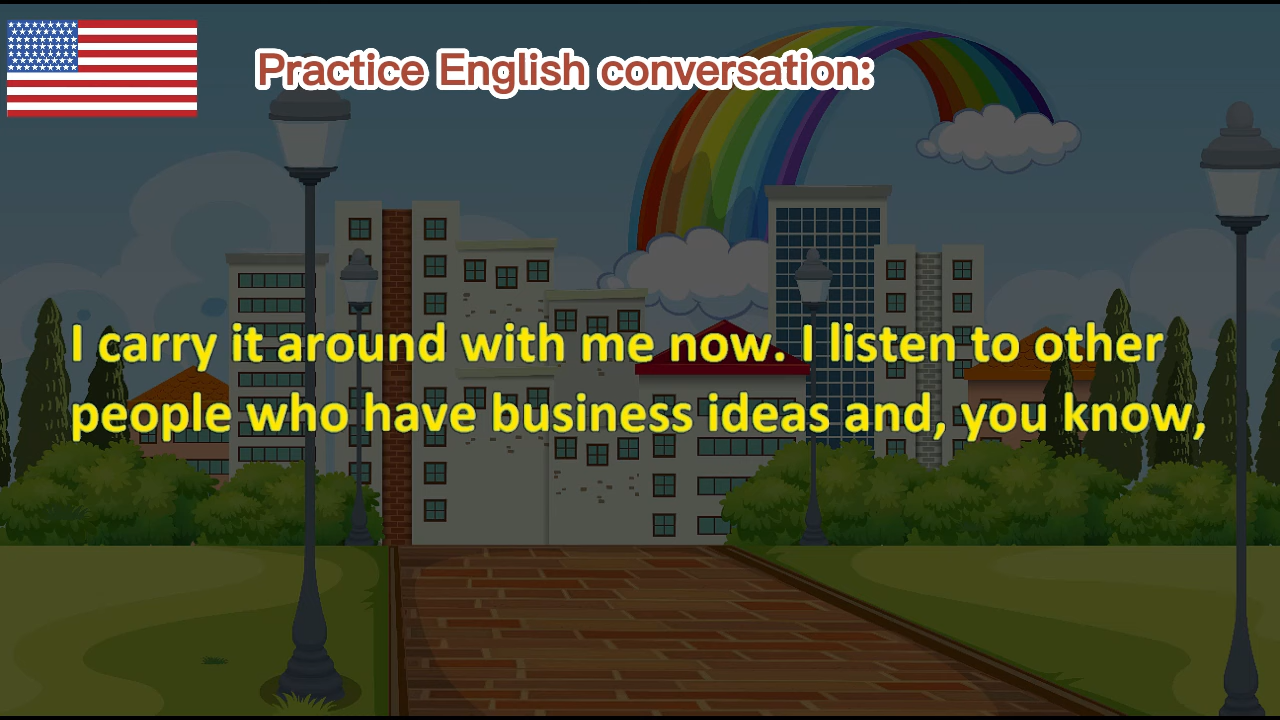 Practice English conversation:
I carry it around with me now. I listen to other
people who have business ideas and, you know,